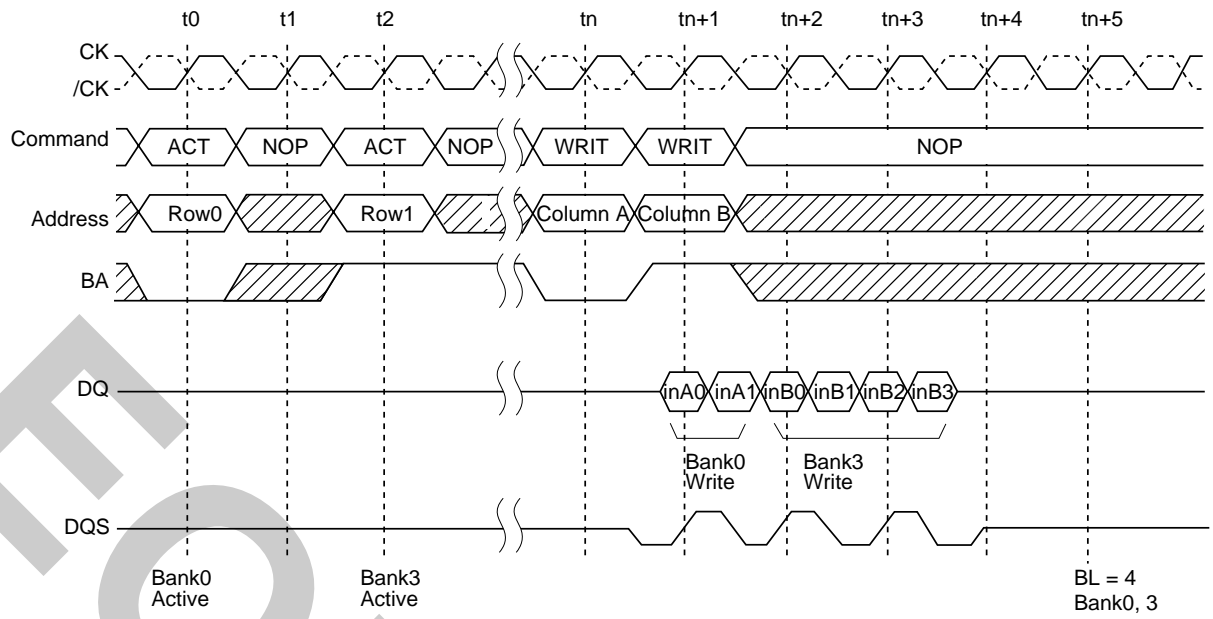 t0 t1 t2 tn tn+1 tn+2 tn+3 tn+4 tn+5
CK
/CK
Command ACT NOP ACT NOP WRIT WRIT NOP
Address Row0 Row1 Column A Column B
BA
DQ inA0 inA1 inB0 inB1 inB2 inB3
Bank0 Bank3
Write Write
DQS
Bank0 Bank3 BL = 4
Active Active Bank0, 3